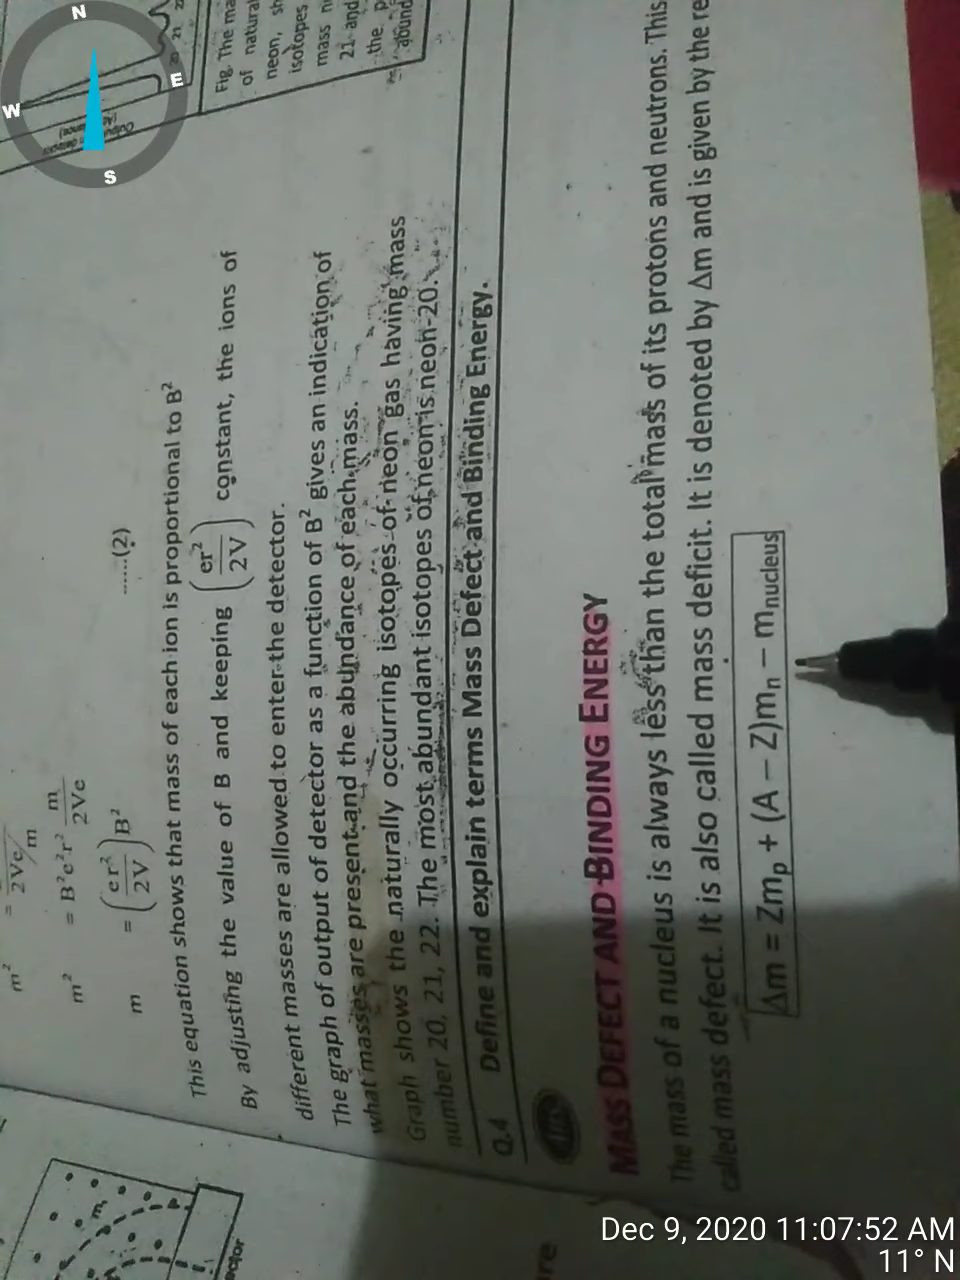 m² = 2Ve/m
m² = B²e²r² m/2Ve
m = (er²/2V) B² ......(2)
This equation shows that mass of each ion is proportional to B²
By adjusting the value of B and keeping (er²/2V) constant, the ions of
different masses are allowed to enter the detector.
The graph of output of detector as a function of B² gives an indication of
what masses are present and the abundance of each mass.
Graph shows the naturally occurring isotopes of neon gas having mass
number 20, 21, 22. The most abundant isotopes of neon is neon-20.
Fig. The ma
of natural
neon, sh
isotopes
mass n
21 and
the p
abund
Q.4 Define and explain terms Mass Defect and Binding Energy.
MASS DEFECT AND BINDING ENERGY
The mass of a nucleus is always less than the total mass of its protons and neutrons. This
called mass defect. It is also called mass deficit. It is denoted by Δm and is given by the re
Δm = Zmp + (A − Z)mn − mnucleus
N
W
E
S
Dec 9, 2020 11:07:52 AM
11° N